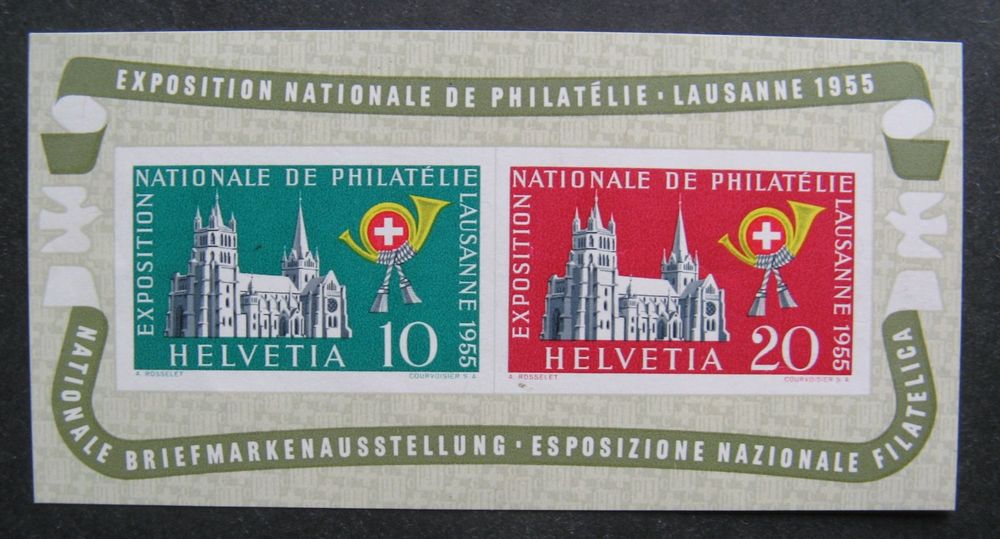 EXPOSITION NATIONALE DE PHILATÉLIE · LAUSANNE 1955
EXPOSITION
NATIONALE DE PHILATÉLIE
LAUSANNE 1955
HELVETIA 10
A. ROSSELET
COURVOISIER S.A.
EXPOSITION
NATIONALE DE PHILATÉLIE
LAUSANNE 1955
HELVETIA 20
A. ROSSELET
COURVOISIER S.A.
NATIONALE BRIEFMARKENAUSSTELLUNG · ESPOSIZIONE NAZIONALE FILATELICA